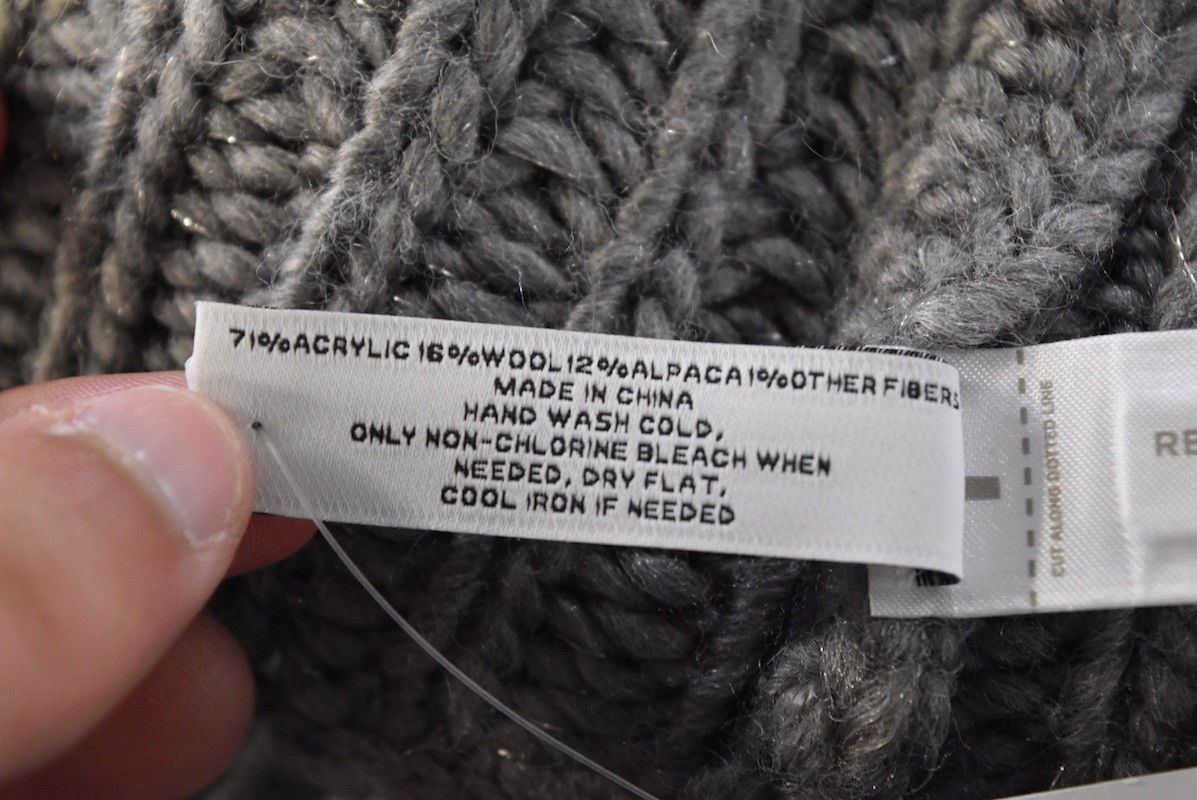 71%ACRYLIC 16%WOOL 12%ALPACA 1%OTHER FIBERS
MADE IN CHINA
HAND WASH COLD,
ONLY NON-CHLORINE BLEACH WHEN
NEEDED, DRY FLAT,
COOL IRON IF NEEDED
CUT ALONG DOTTED LINE
RE